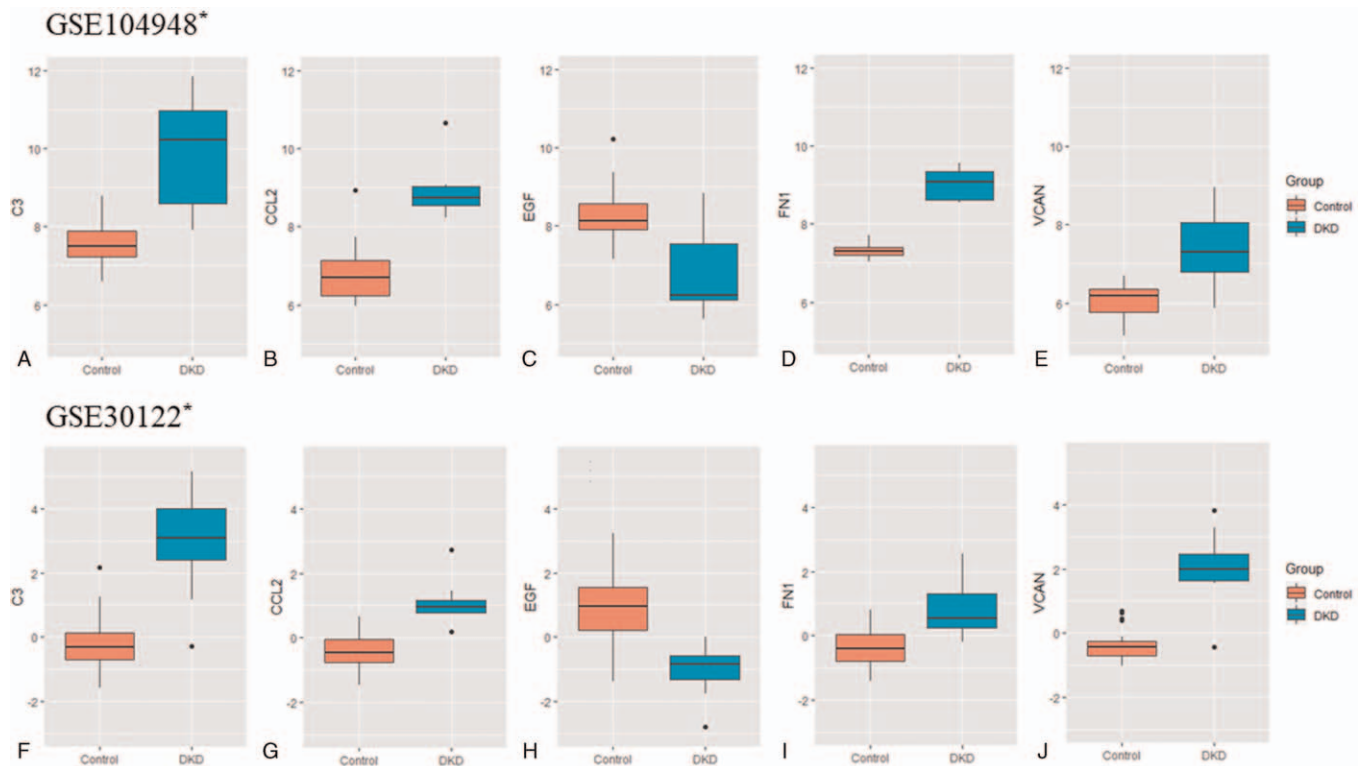 GSE104948*
12
10
8
6
C3
A
Control DKD
12
10
8
6
CCL2
B
Control DKD
12
10
8
6
EGF
C
Control DKD
12
10
8
6
FN1
D
Control DKD
12
10
8
6
VCAN
E
Control DKD
Group
Control
DKD
GSE30122*
4
2
0
-2
C3
F
Control DKD
4
2
0
-2
CCL2
G
Control DKD
4
2
0
-2
EGF
H
Control DKD
4
2
0
-2
FN1
I
Control DKD
4
2
0
-2
VCAN
J
Control DKD
Group
Control
DKD